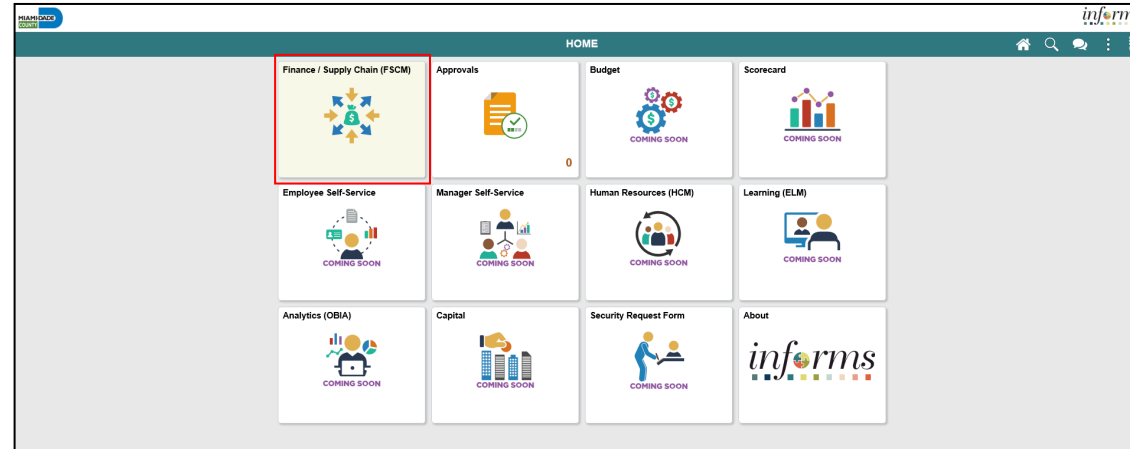 MIAMI-DADE
COUNTY
HOME
Finance / Supply Chain (FSCM)
Approvals
0
Budget
COMING SOON
Scorecard
COMING SOON
Employee Self-Service
COMING SOON
Manager Self-Service
COMING SOON
Human Resources (HCM)
COMING SOON
Learning (ELM)
COMING SOON
Analytics (OBIA)
COMING SOON
Capital
COMING SOON
Security Request Form
COMING SOON
About
informs